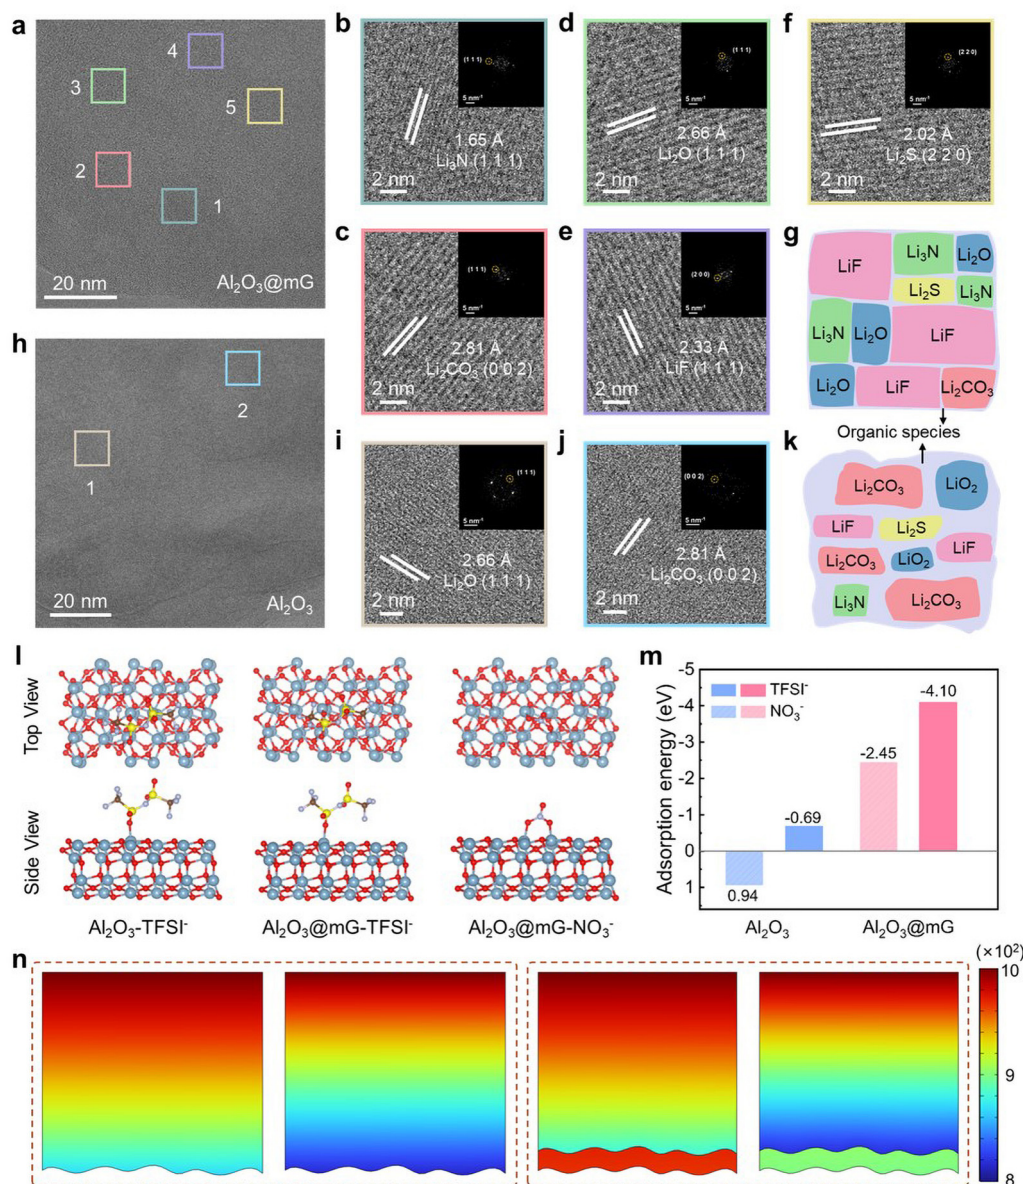 a
4
3
5
2
1
20 nm
Al₂O₃@mG
b
(1 1 1)
5 nm⁻¹
1.65 Å
Li₃N (1 1 1)
2 nm
d
(1 1 1)
5 nm⁻¹
2.66 Å
Li₂O (1 1 1)
2 nm
f
(2 2 0)
5 nm⁻¹
2.02 Å
Li₂S (2 2 0)
2 nm
c
(1 1 1)
5 nm⁻¹
2.81 Å
Li₂CO₃ (0 0 2)
2 nm
e
(2 0 0)
5 nm⁻¹
2.33 Å
LiF (1 1 1)
2 nm
g
LiF
Li₃N
Li₂O
Li₂S
Li₃N
Li₃N
Li₂O
LiF
Li₂O
LiF
Li₂CO₃
Organic species
h
2
1
20 nm
Al₂O₃
i
(1 1 1)
5 nm⁻¹
2.66 Å
Li₂O (1 1 1)
2 nm
j
(0 0 2)
5 nm⁻¹
2.81 Å
Li₂CO₃ (0 0 2)
2 nm
k
Li₂CO₃
LiO₂
LiF
Li₂S
LiF
Li₂CO₃
LiO₂
Li₃N
Li₂CO₃
l
Top View
Side View
Al₂O₃-TFSI⁻
Al₂O₃@mG-TFSI⁻
Al₂O₃@mG-NO₃⁻
m
Adsorption energy (eV)
-5
-4
-3
-2
-1
0
1
TFSI⁻
NO₃⁻
0.94
-0.69
-2.45
-4.10
Al₂O₃
Al₂O₃@mG
n
(×10²)
10
9
8